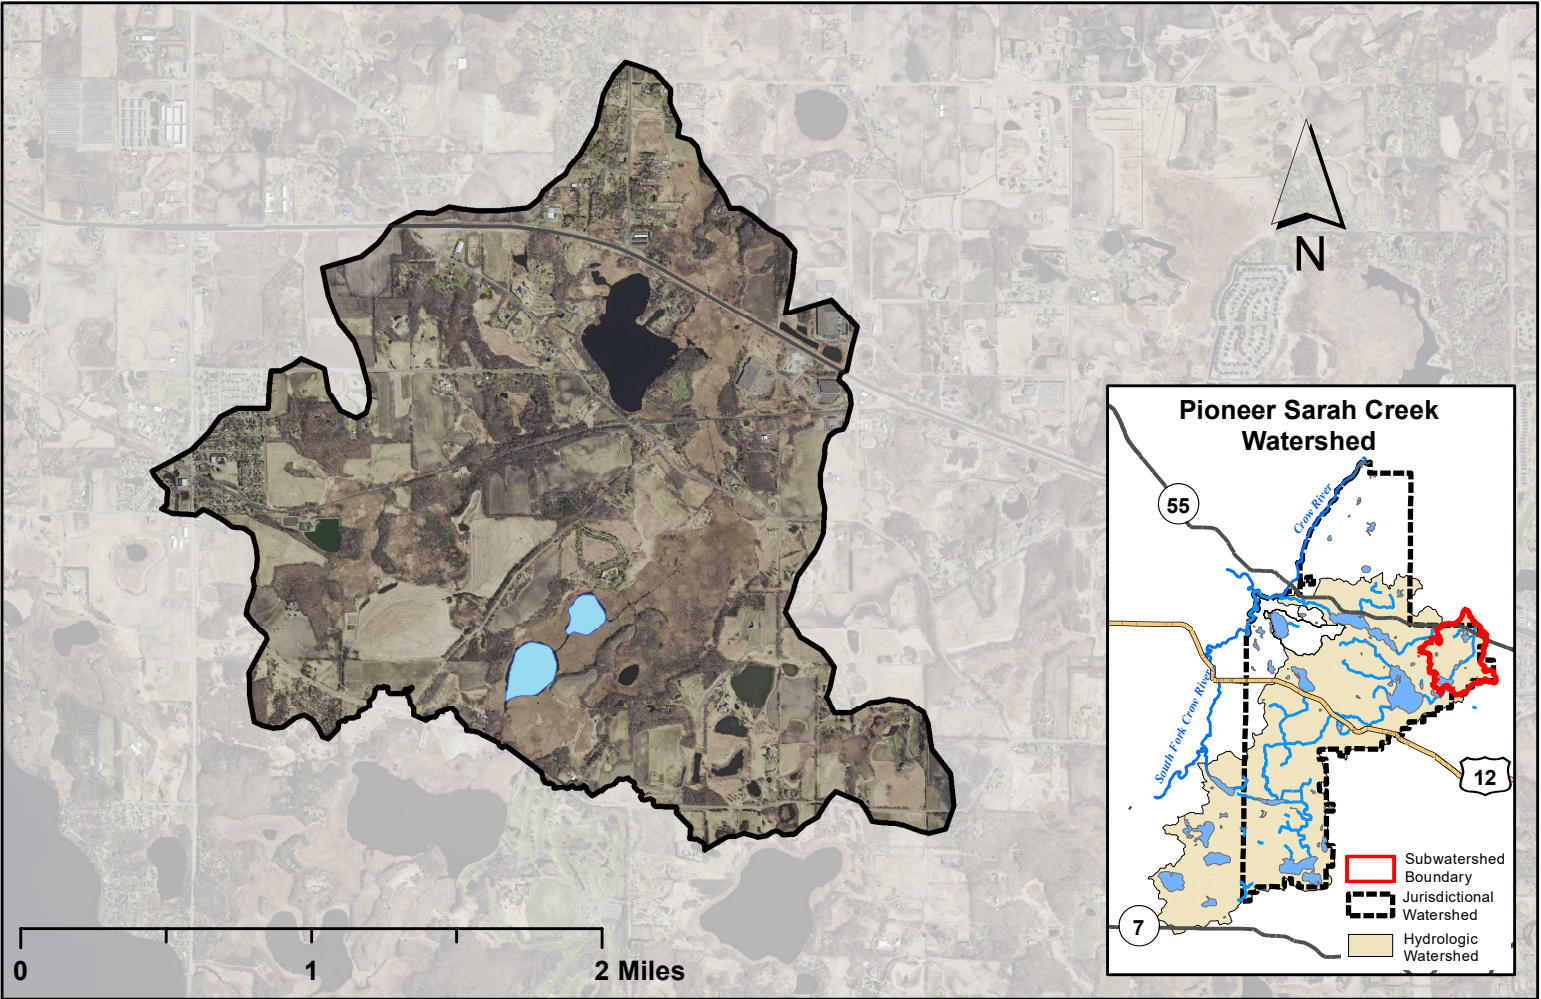 N
Pioneer Sarah Creek
Watershed
55
Crow River
South Fork Crow River
12
7
Subwatershed
Boundary
Jurisdictional
Watershed
Hydrologic
Watershed
0
1
2 Miles